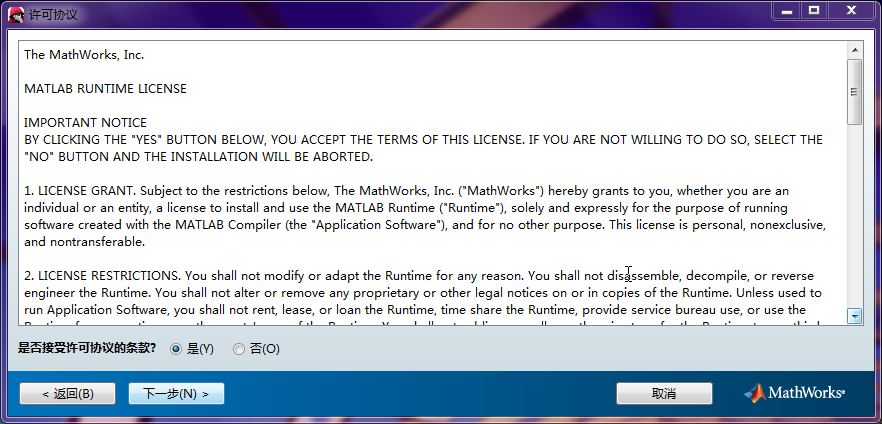 许可协议
The MathWorks, Inc.
MATLAB RUNTIME LICENSE
IMPORTANT NOTICE
BY CLICKING THE "YES" BUTTON BELOW, YOU ACCEPT THE TERMS OF THIS LICENSE. IF YOU ARE NOT WILLING TO DO SO, SELECT THE
"NO" BUTTON AND THE INSTALLATION WILL BE ABORTED.
1. LICENSE GRANT. Subject to the restrictions below, The MathWorks, Inc. ("MathWorks") hereby grants to you, whether you are an
individual or an entity, a license to install and use the MATLAB Runtime ("Runtime"), solely and expressly for the purpose of running
software created with the MATLAB Compiler (the "Application Software"), and for no other purpose. This license is personal, nonexclusive,
and nontransferable.
2. LICENSE RESTRICTIONS. You shall not modify or adapt the Runtime for any reason. You shall not disassemble, decompile, or reverse
engineer the Runtime. You shall not alter or remove any proprietary or other legal notices on or in copies of the Runtime. Unless used to
run Application Software, you shall not rent, lease, or loan the Runtime, time share the Runtime, provide service bureau use, or use the
是否接受许可协议的条款? 是(Y) 否(O)
< 返回(B) 下一步(N) > 取消 MathWorks®